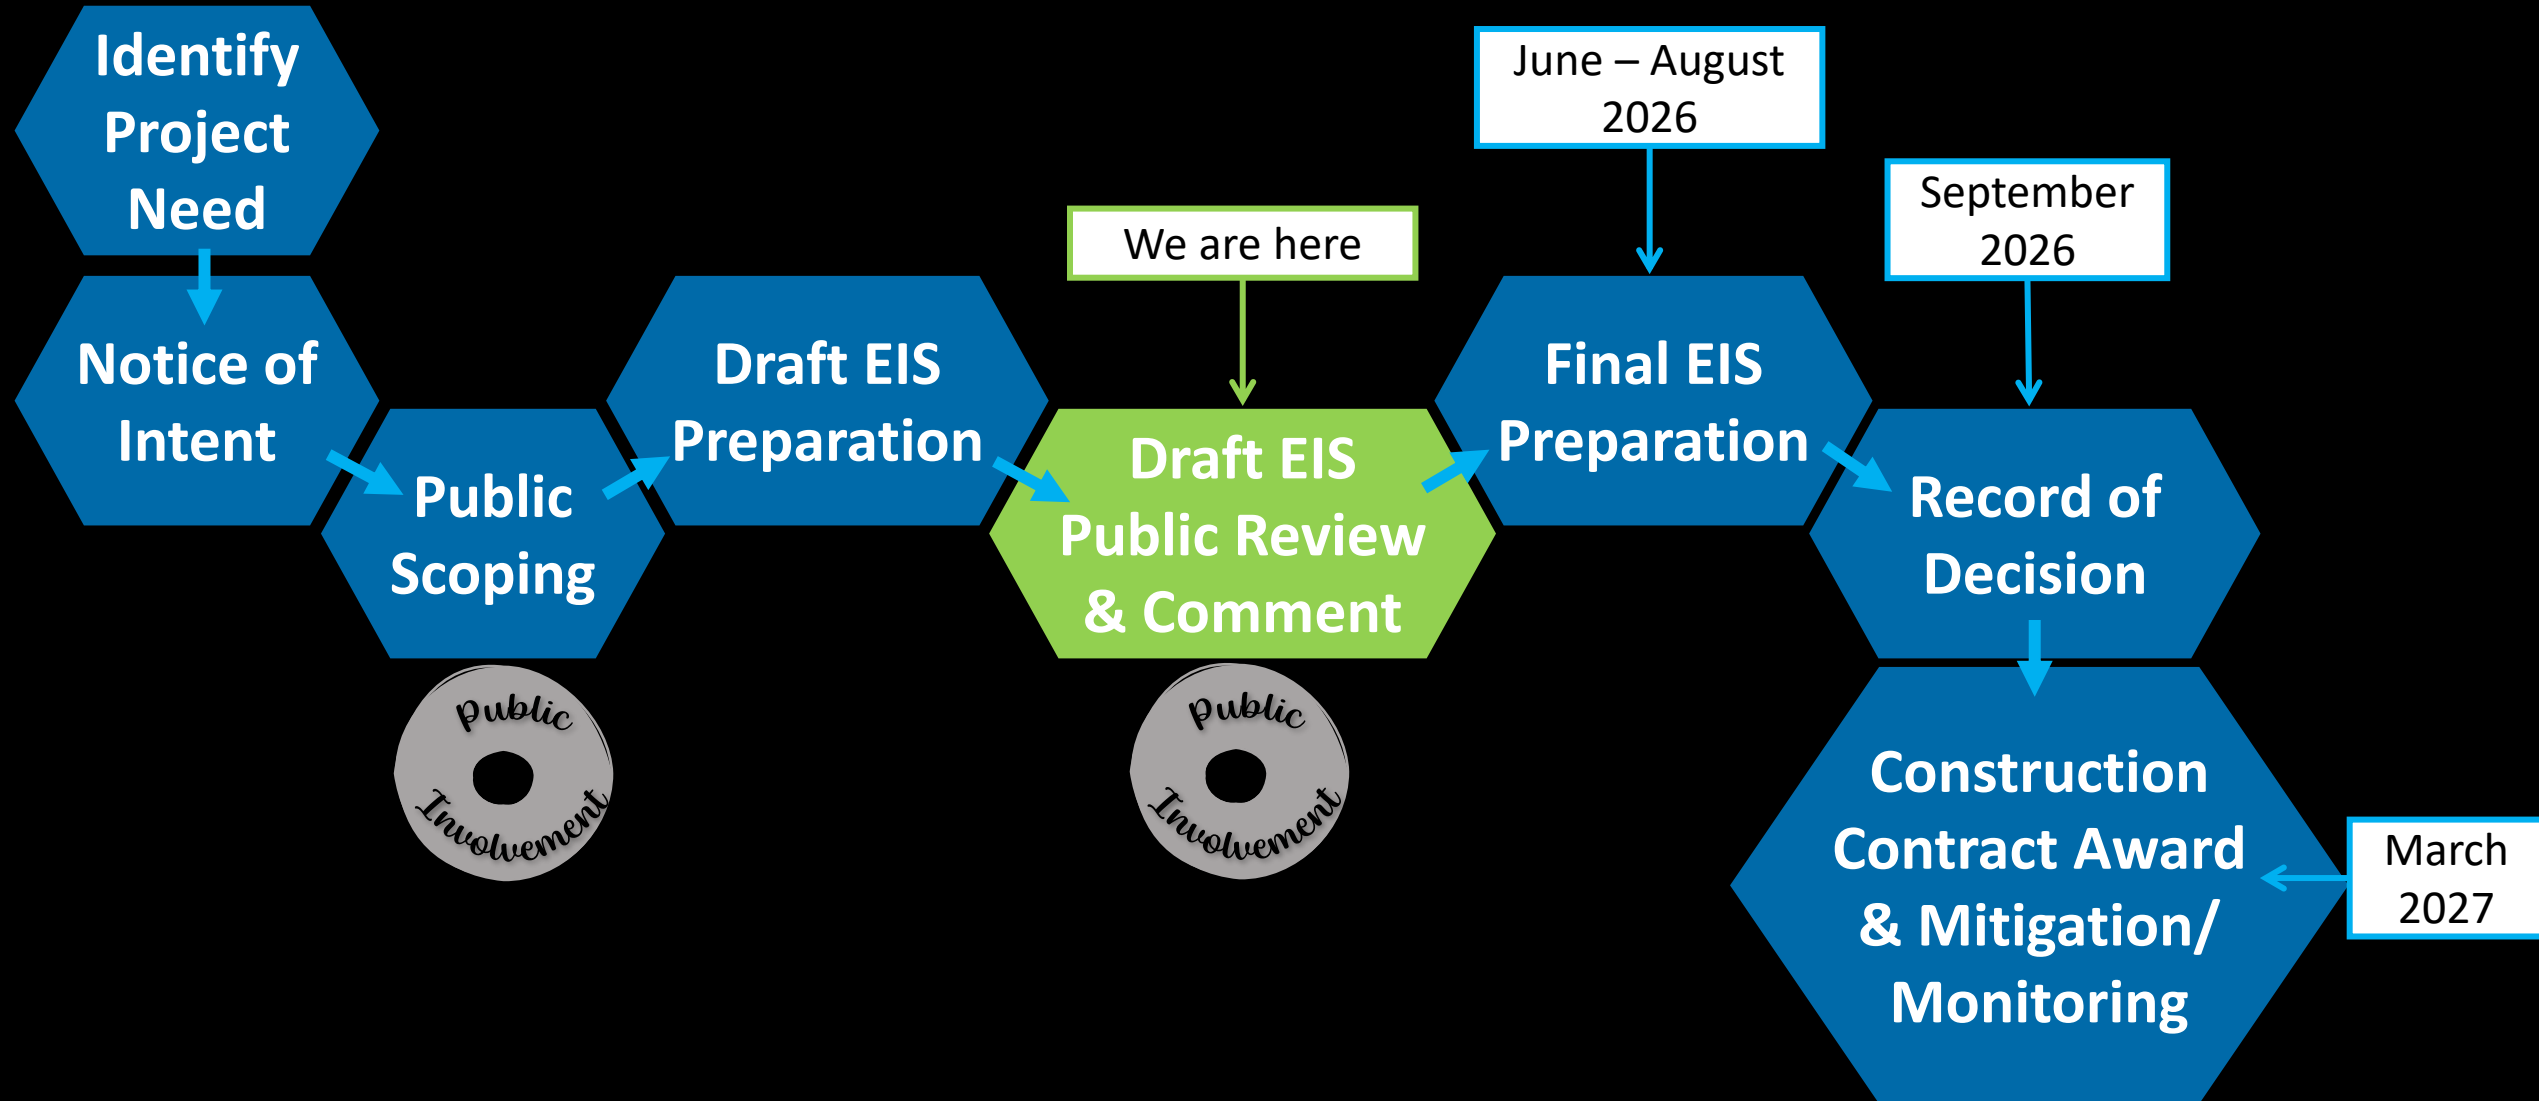 Identify
Project
Need
Notice of
Intent
Public
Scoping
Public
Involvement
Draft EIS
Preparation
We are here
Draft EIS
Public Review
& Comment
Public
Involvement
June – August
2026
Final EIS
Preparation
September
2026
Record of
Decision
Construction
Contract Award
& Mitigation/
Monitoring
March
2027